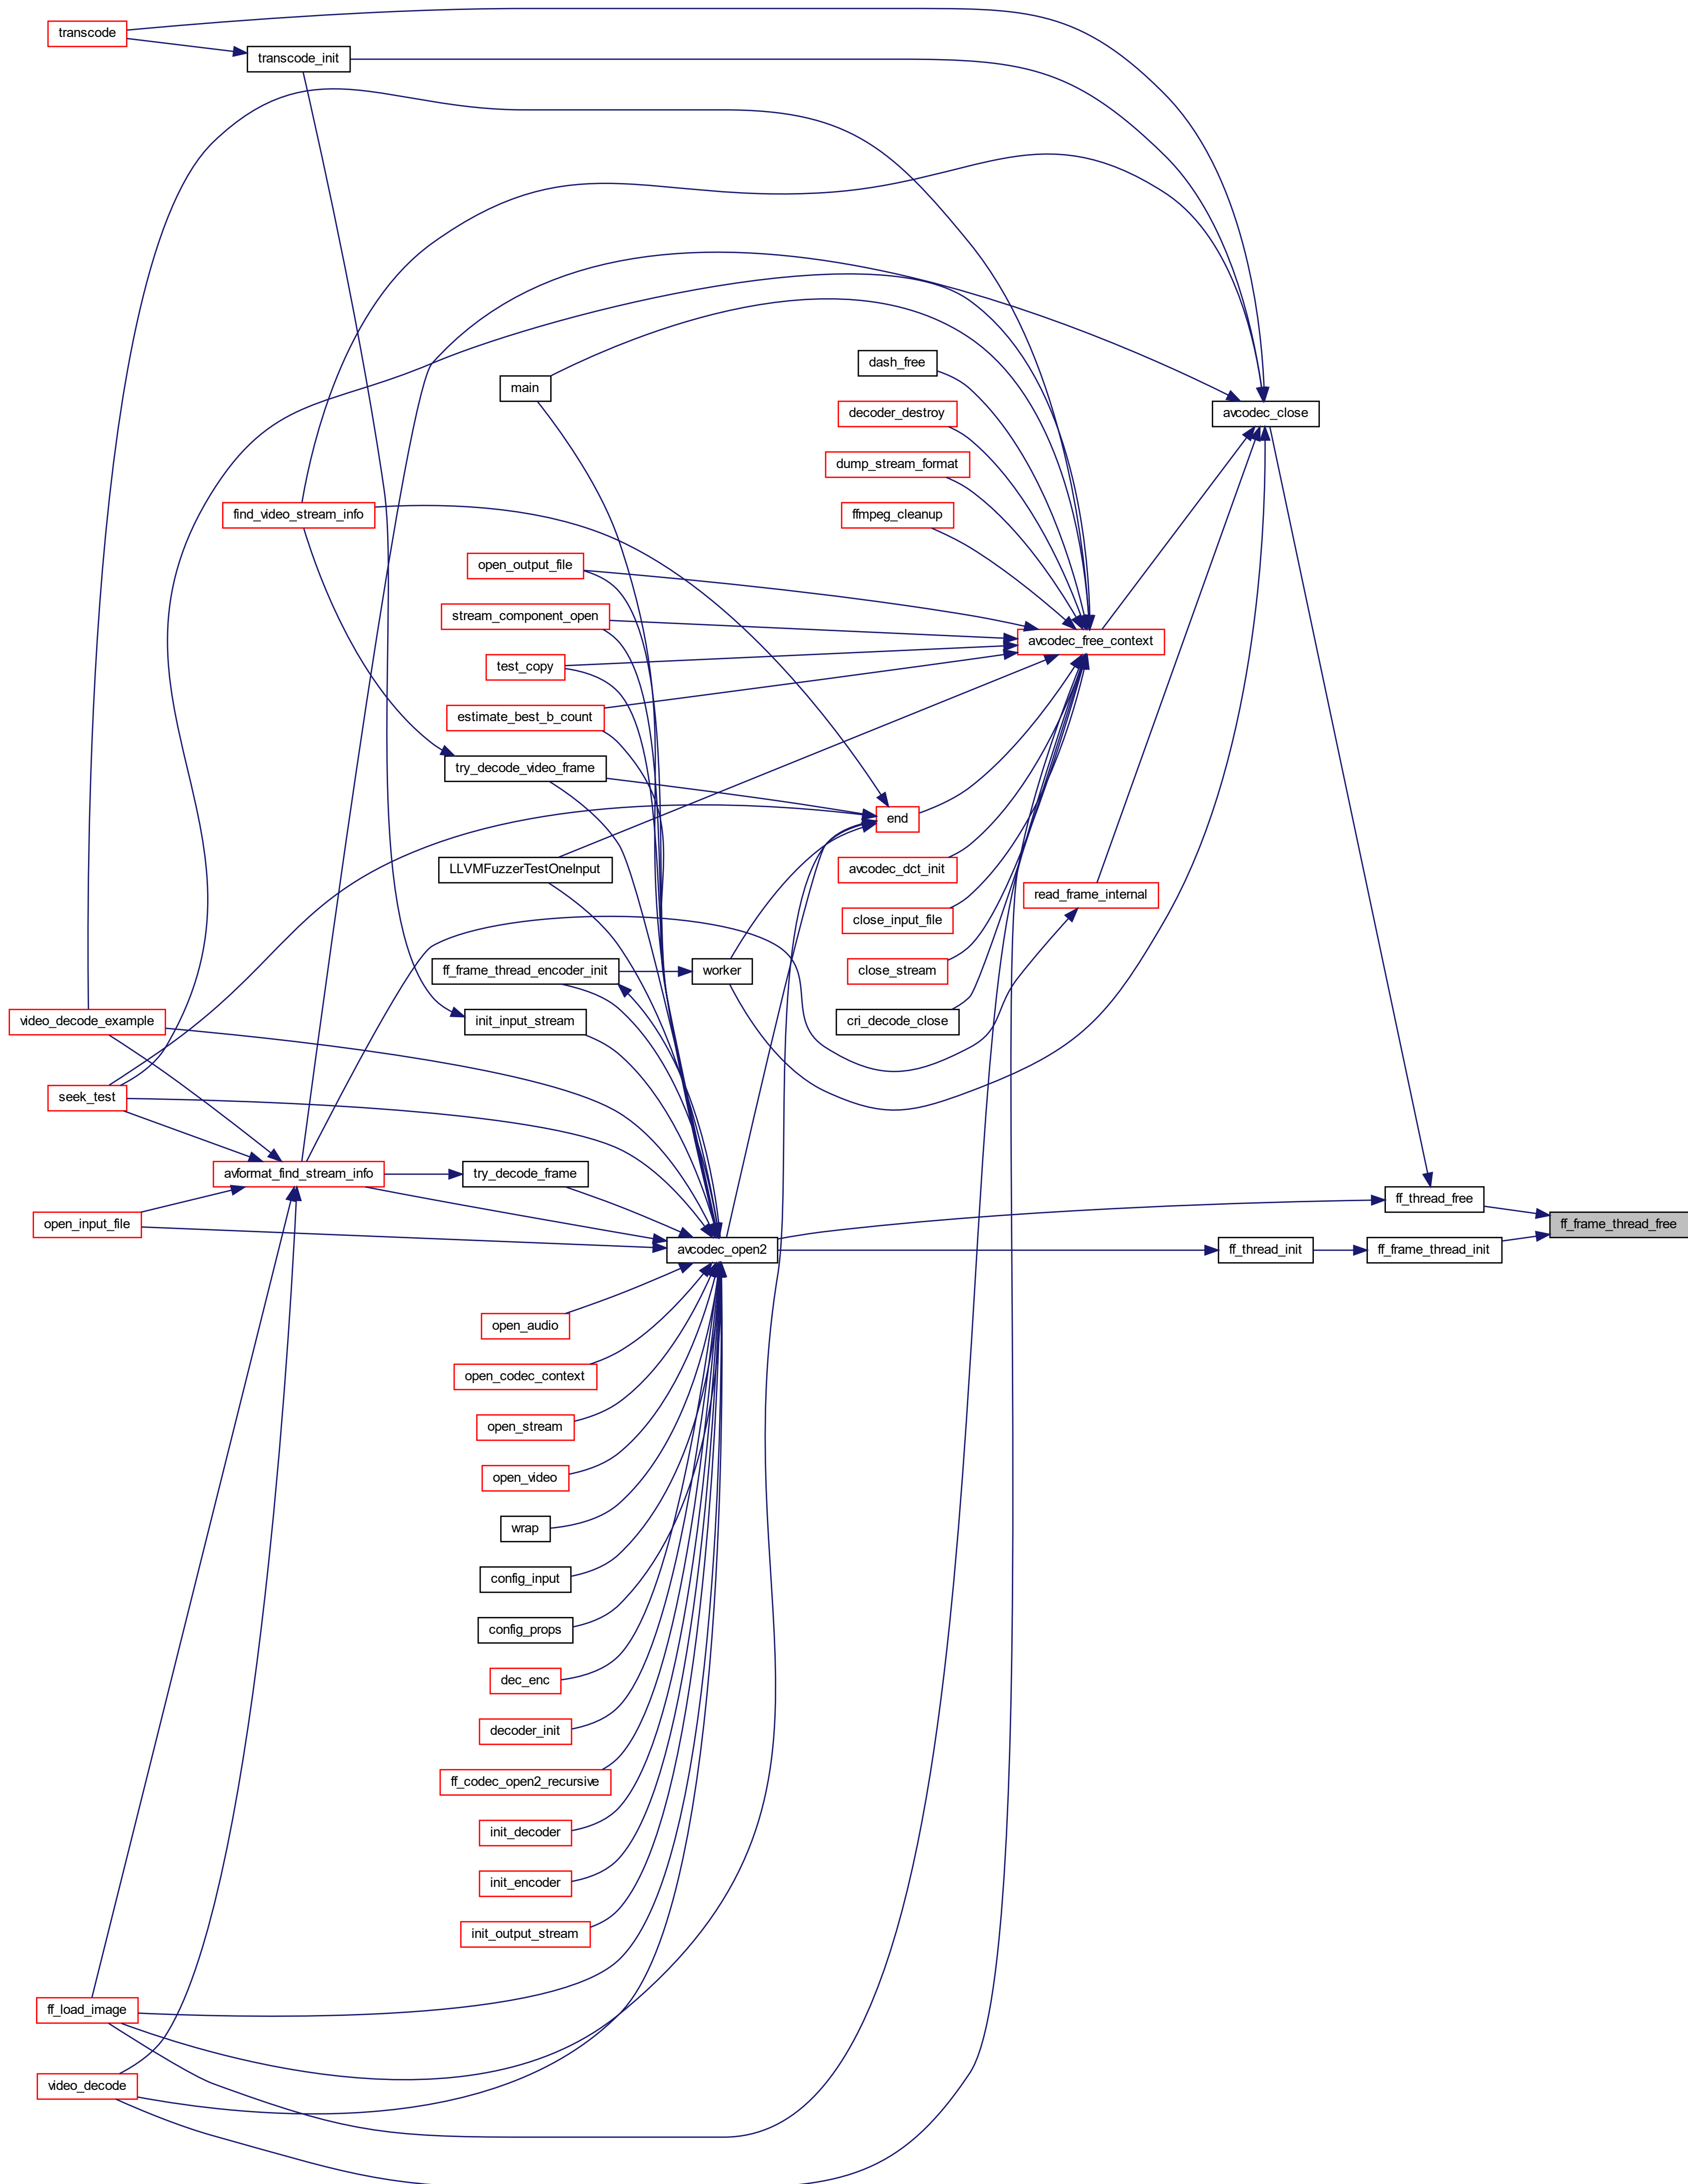 transcode
transcode_init
dash_free
main
avcodec_close
decoder_destroy
dump_stream_format
find_video_stream_info
ffmpeg_cleanup
open_output_file
stream_component_open
avcodec_free_context
test_copy
estimate_best_b_count
try_decode_video_frame
end
LLVMFuzzerTestOneInput
avcodec_dct_init
read_frame_internal
close_input_file
ff_frame_thread_encoder_init
worker
close_stream
video_decode_example
init_input_stream
cri_decode_close
seek_test
avformat_find_stream_info
try_decode_frame
ff_thread_free
open_input_file
ff_frame_thread_free
avcodec_open2
ff_thread_init
ff_frame_thread_init
open_audio
open_codec_context
open_stream
open_video
wrap
config_input
config_props
dec_enc
decoder_init
ff_codec_open2_recursive
init_decoder
init_encoder
init_output_stream
ff_load_image
video_decode